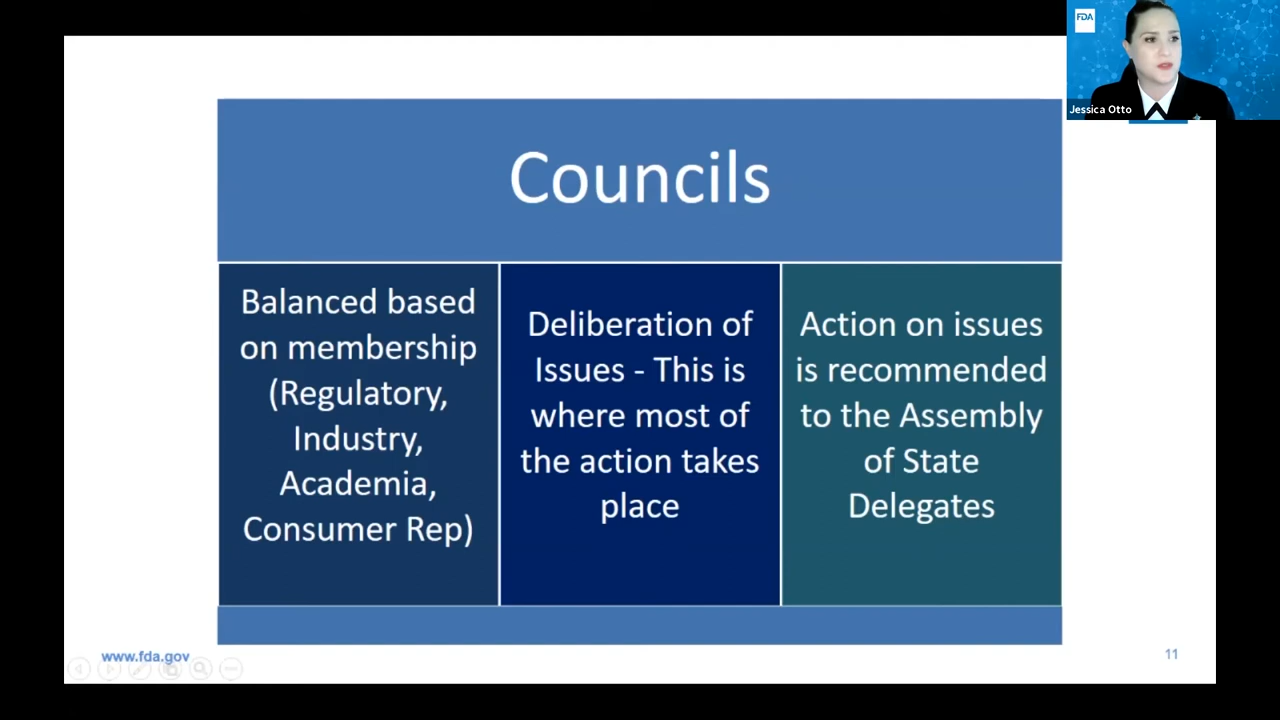 FDA
Jessica Otto
Councils
Balanced based
on membership
(Regulatory,
Industry,
Academia,
Consumer Rep)
Deliberation of
Issues - This is
where most of
the action takes
place
Action on issues
is recommended
to the Assembly
of State
Delegates
www.fda.gov
11